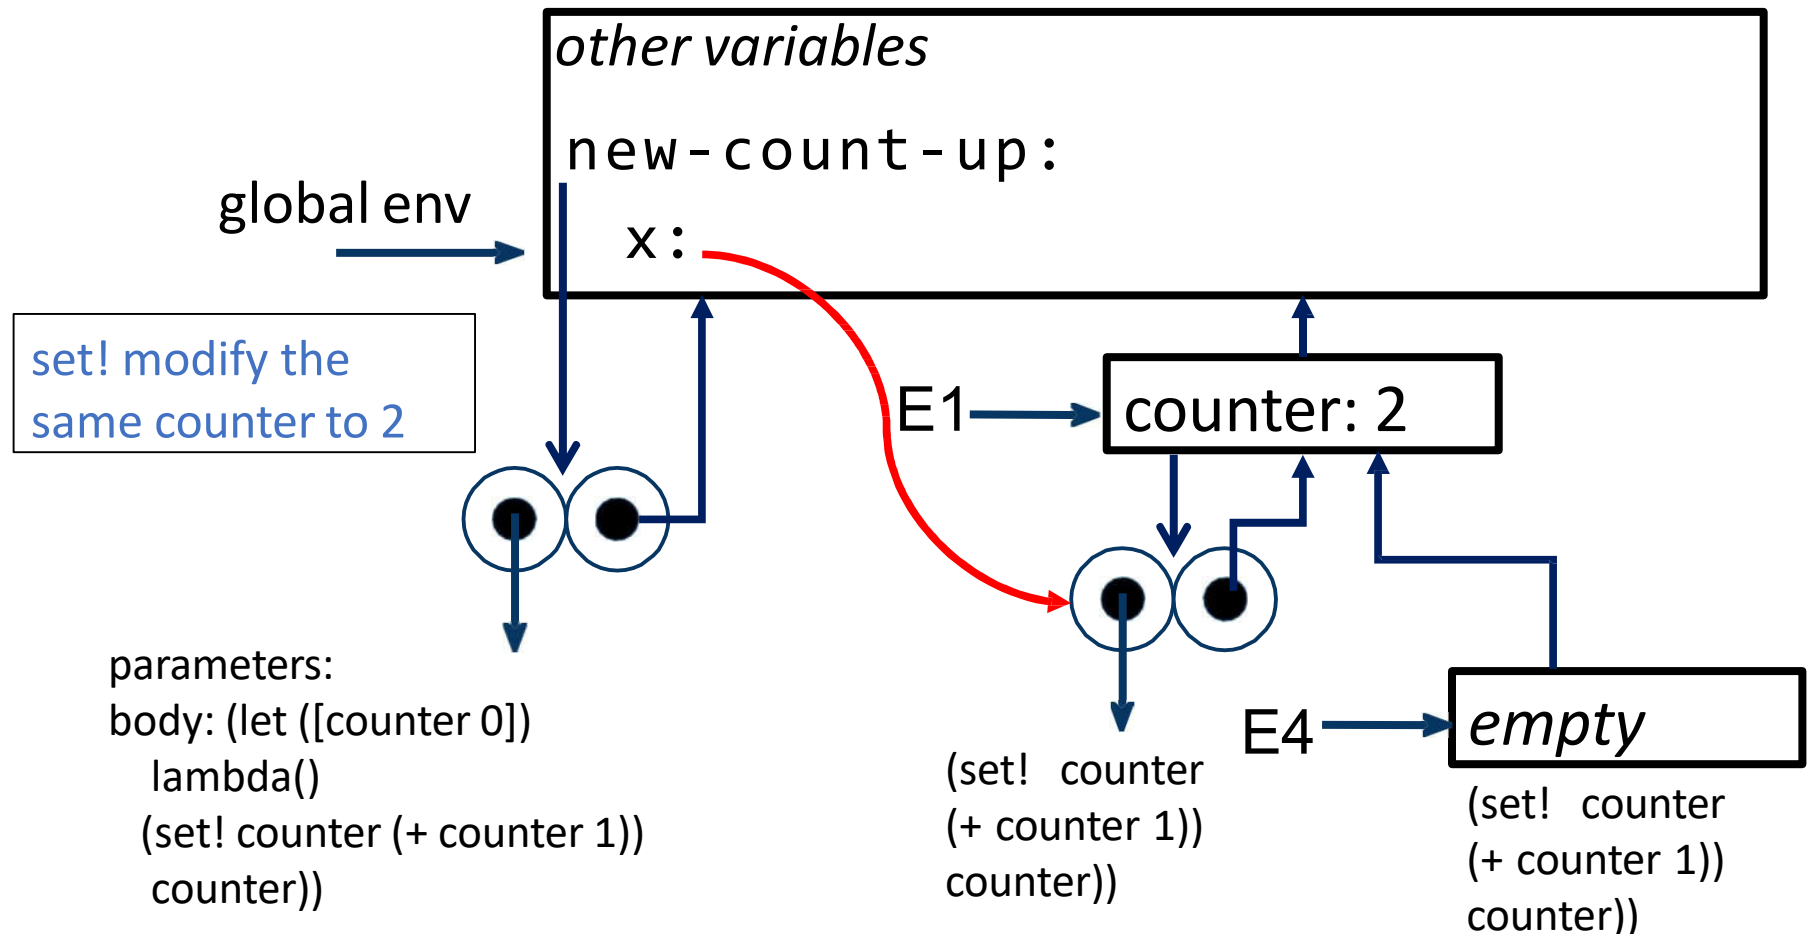 other variables
new-count-up:
global env
x:
set! modify the
same counter to 2
E1
counter: 2
parameters:
body: (let ([counter 0])
lambda()
(set! counter (+ counter 1))
counter))
(set! counter
(+ counter 1))
counter))
E4
empty
(set! counter
(+ counter 1))
counter))